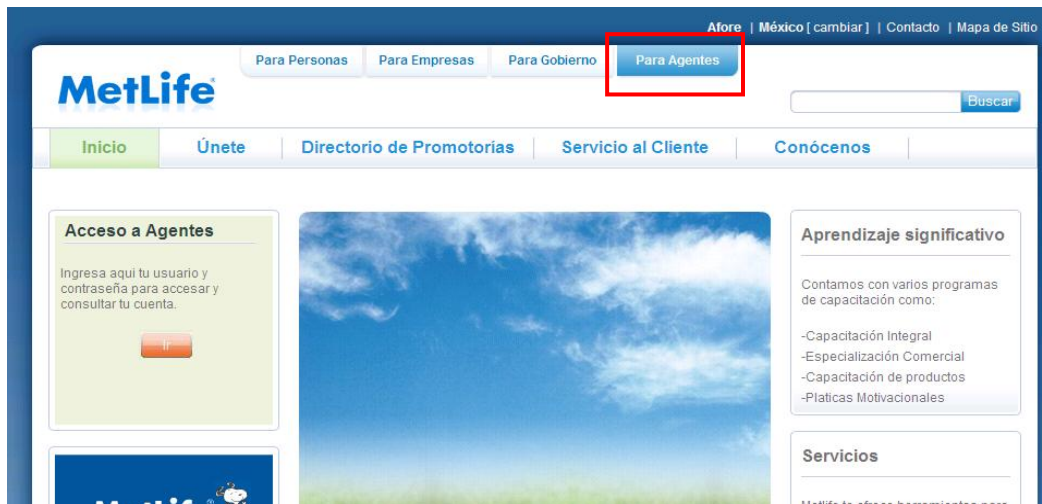 Afore | México [ cambiar ] | Contacto | Mapa de Sitio
Para Personas Para Empresas Para Gobierno Para Agentes
MetLife
Buscar
Inicio Únete Directorio de Promotorias Servicio al Cliente Conócenos
Acceso a Agentes
Ingresa aqui tu usuario y
contraseña para accesar y
consultar tu cuenta.
Ir
Aprendizaje significativo
Contamos con varios programas
de capacitación como:
-Capacitación Integral
-Especialización Comercial
-Capacitación de productos
-Platicas Motivacionales
Servicios